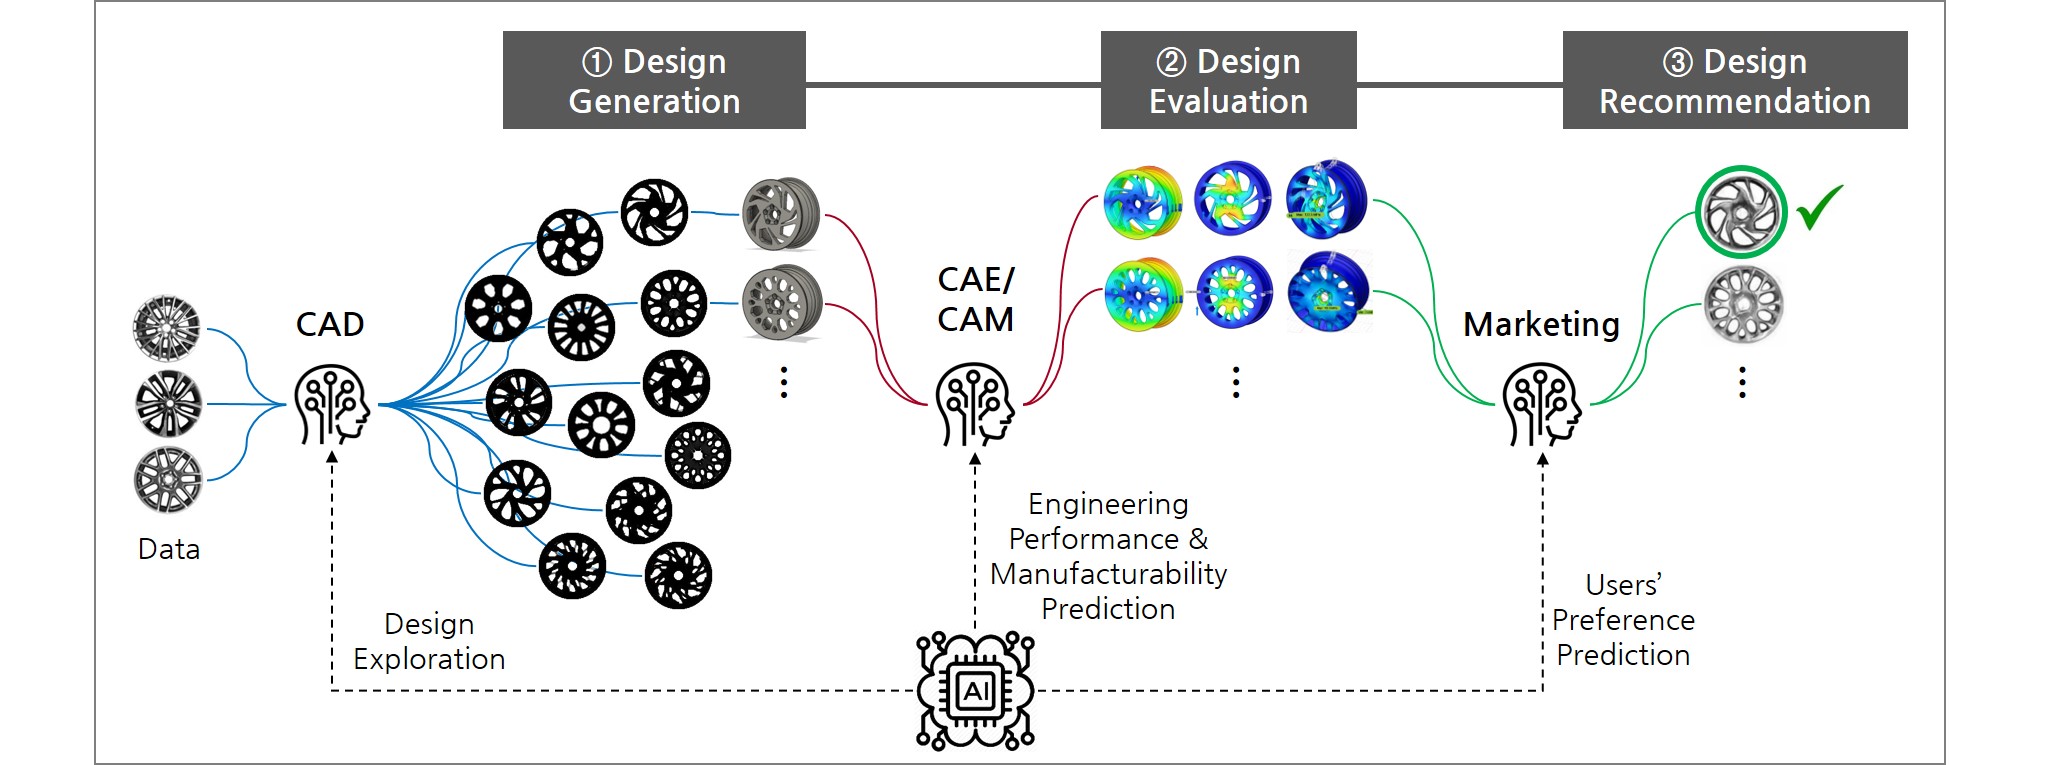 ① Design
Generation
② Design
Evaluation
③ Design
Recommendation
CAD
CAE/
CAM
Marketing
Data
Design
Exploration
Engineering
Performance &
Manufacturability
Prediction
Users’
Preference
Prediction
AI